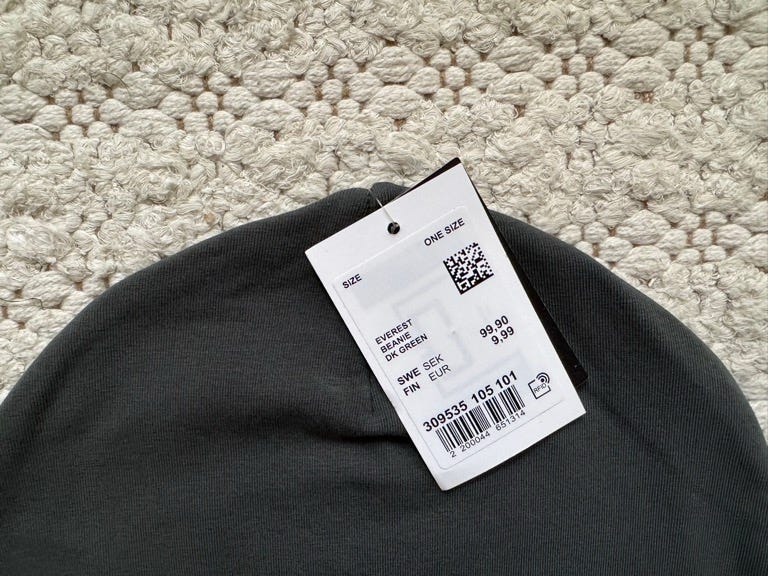 SIZE ONE SIZE
EVEREST
BEANIE
DK GREEN
SWE SEK 99,90
FIN EUR 9,99
309535 105 101
2 200044 651314
RFID